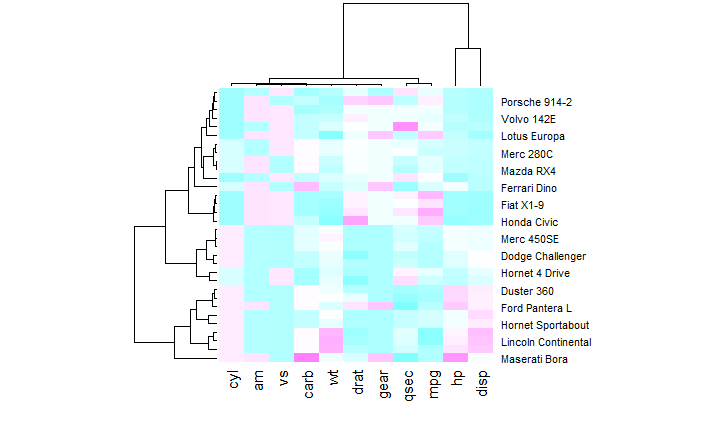 Porsche 914-2
Volvo 142E
Lotus Europa
Merc 280C
Mazda RX4
Ferrari Dino
Fiat X1-9
Honda Civic
Merc 450SE
Dodge Challenger
Hornet 4 Drive
Duster 360
Ford Pantera L
Hornet Sportabout
Lincoln Continental
Maserati Bora
cyl am vs carb wt drat gear qsec mpg hp disp